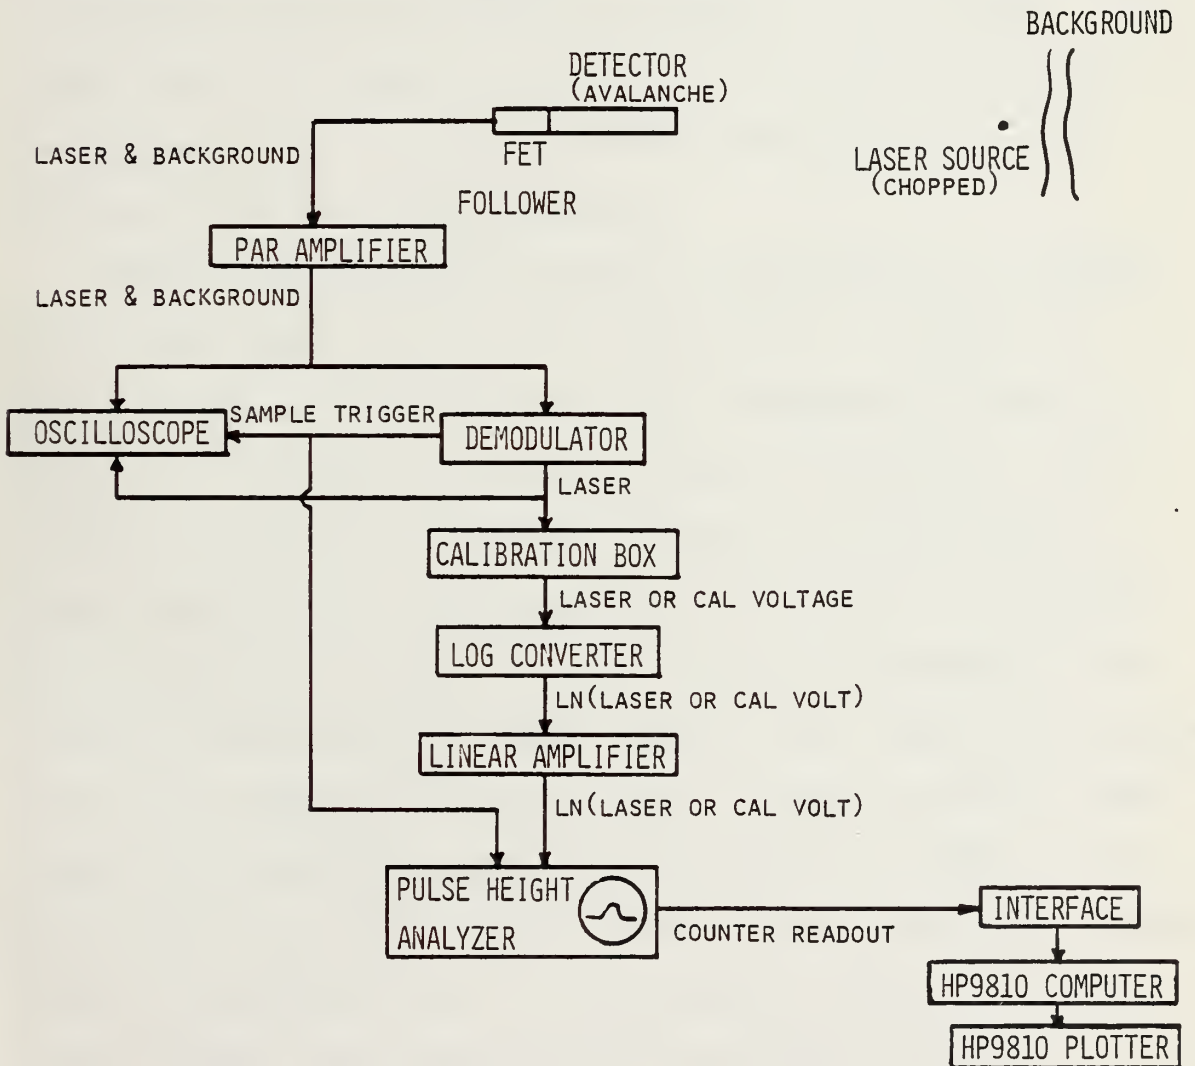 BACKGROUND
DETECTOR
(AVALANCHE)
LASER & BACKGROUND
FET
FOLLOWER
LASER SOURCE
(CHOPPED)
PAR AMPLIFIER
LASER & BACKGROUND
OSCILLOSCOPE
SAMPLE TRIGGER
DEMODULATOR
LASER
CALIBRATION BOX
LASER OR CAL VOLTAGE
LOG CONVERTER
LN(LASER OR CAL VOLT)
LINEAR AMPLIFIER
LN(LASER OR CAL VOLT)
PULSE HEIGHT
ANALYZER
COUNTER READOUT
INTERFACE
HP9810 COMPUTER
HP9810 PLOTTER